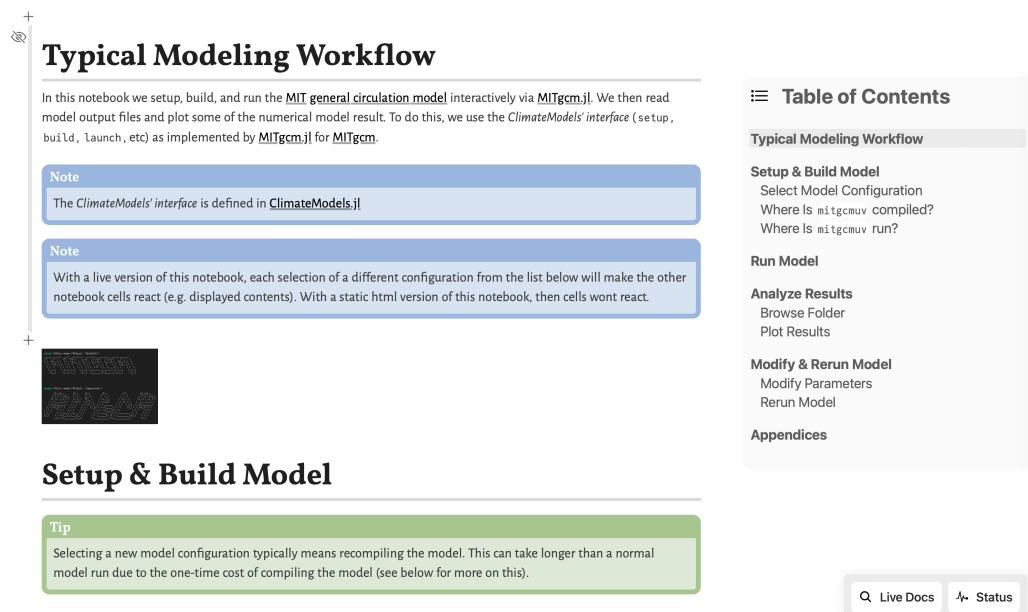 Typical Modeling Workflow
In this notebook we setup, build, and run the MIT general circulation model interactively via MITgcm.jl. We then read
model output files and plot some of the numerical model result. To do this, we use the ClimateModels' interface (setup,
build, launch, etc) as implemented by MITgcm.jl for MITgcm.
Note
The ClimateModels' interface is defined in ClimateModels.jl
Note
With a live version of this notebook, each selection of a different configuration from the list below will make the other
notebook cells react (e.g. displayed contents). With a static html version of this notebook, then cells wont react.
MITGCM
Setup & Build Model
Tip
Selecting a new model configuration typically means recompiling the model. This can take longer than a normal
model run due to the one-time cost of compiling the model (see below for more on this).
Table of Contents
Typical Modeling Workflow
Setup & Build Model
Select Model Configuration
Where Is mitgcmuv compiled?
Where Is mitgcmuv run?
Run Model
Analyze Results
Browse Folder
Plot Results
Modify & Rerun Model
Modify Parameters
Rerun Model
Appendices
Live Docs
Status